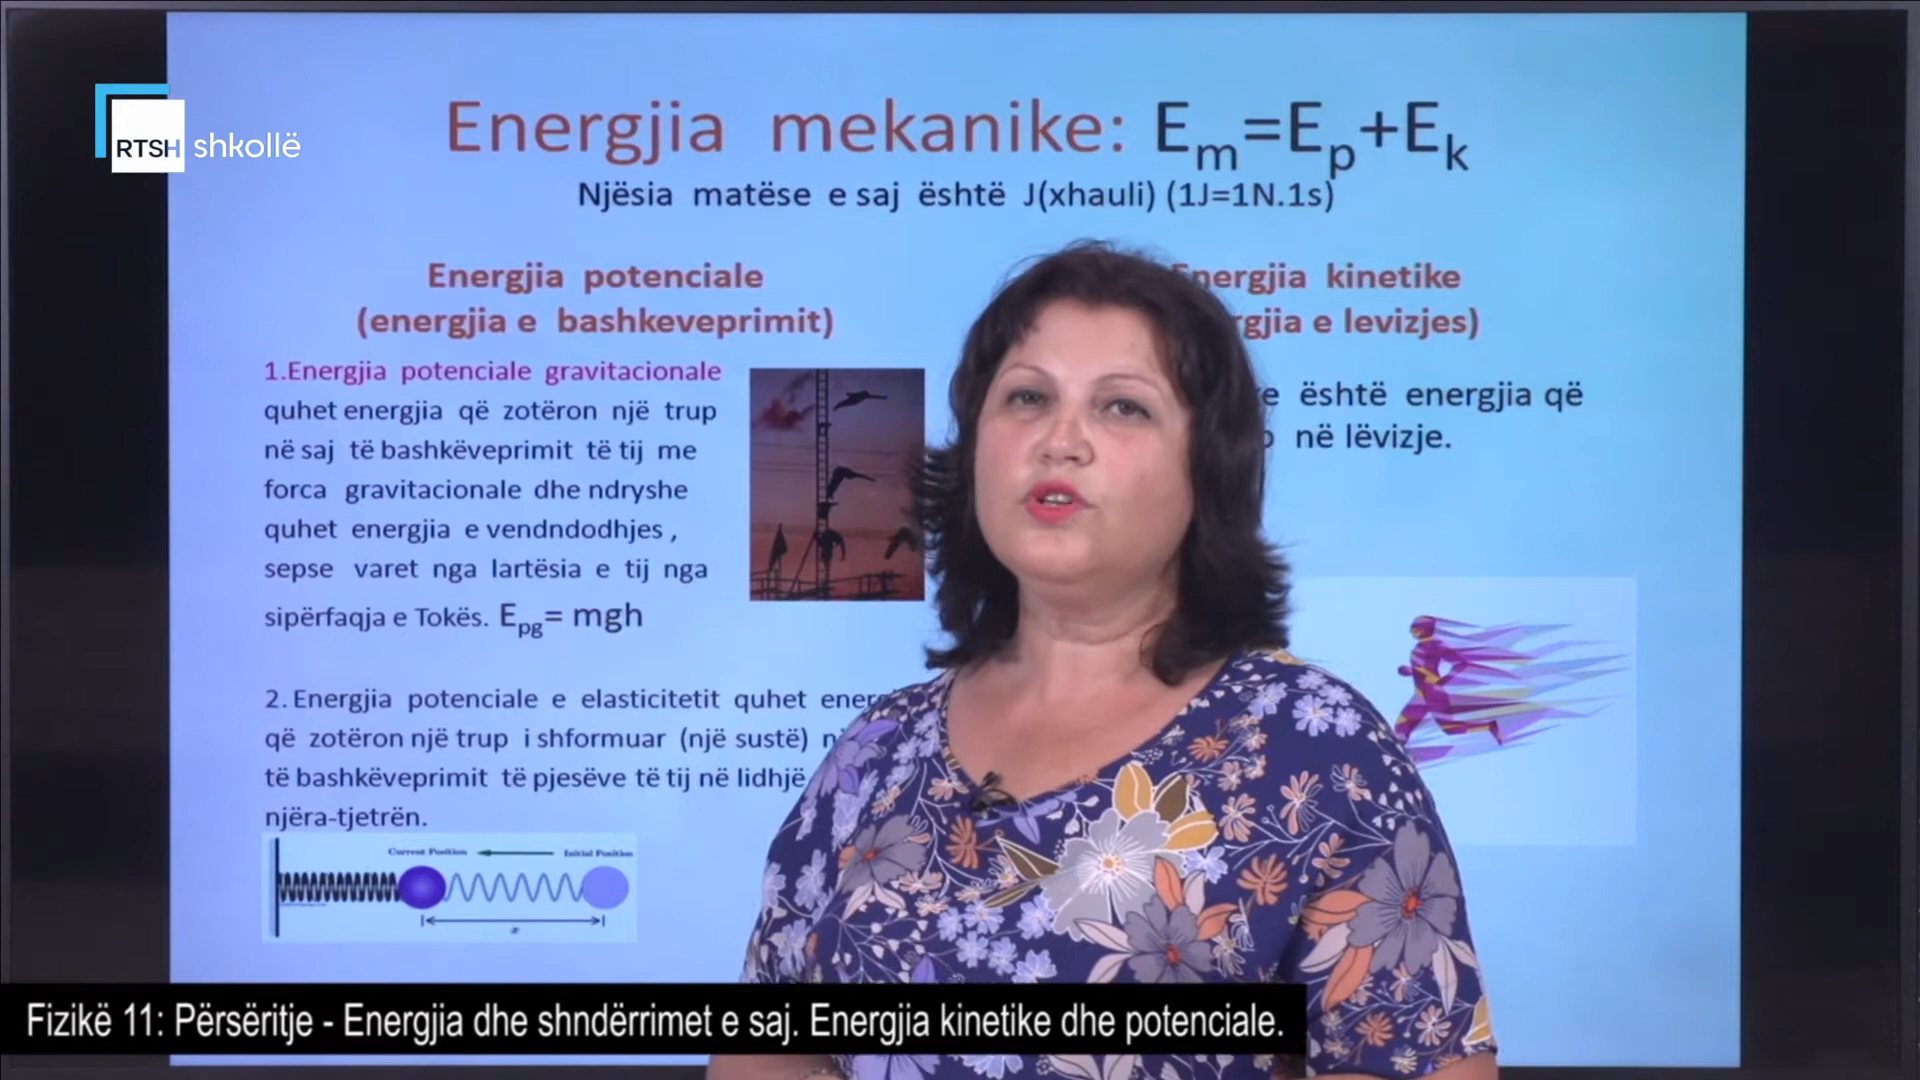 RTSH shkollë
Energjia mekanike: Em=Ep+Ek
Njësia matëse e saj është J(xhauli) (1J=1N.1s)
Energjia potenciale
(energjia e bashkeveprimit)
1.Energjia potenciale gravitacionale
quhet energjia që zotëron një trup
në saj të bashkëveprimit të tij me
forca gravitacionale dhe ndryshe
quhet energjia e vendndodhjes ,
sepse varet nga lartësia e tij nga
sipërfaqja e Tokës. Epg= mgh
2. Energjia potenciale e elasticitetit quhet
që zotëron një trup i shformuar (një sustë)
të bashkëveprimit të pjesëve të tij në lidhjë
njëra-tjetrën.
Current Position Initial Position
x
Energjia kinetike
e levizjes)
është energjia që
në lëvizje.
Fizikë 11: Përsëritje - Energjia dhe shndërrimet e saj. Energjia kinetike dhe potenciale.